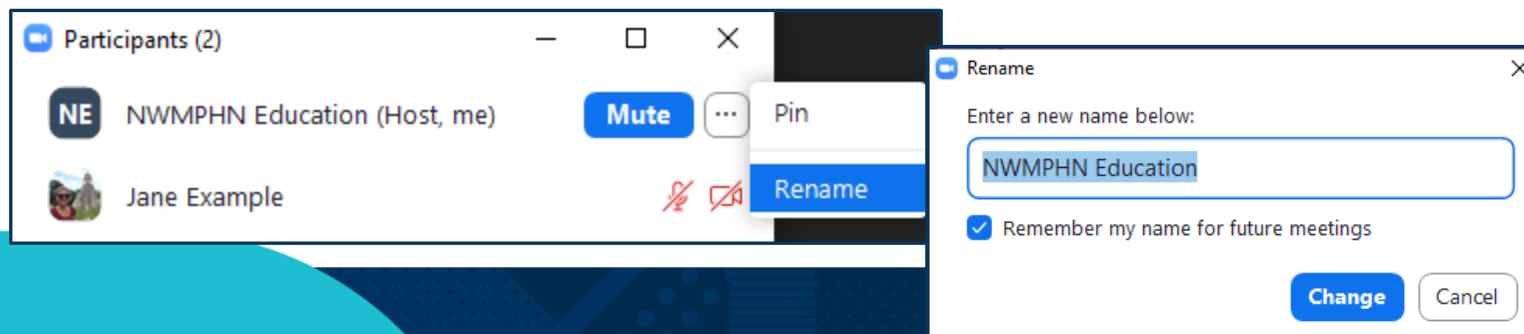 Participants (2)
NE NWMPHN Education (Host, me) Mute ... Pin
Jane Example Rename
Rename
Enter a new name below:
NWMPHN Education
Remember my name for future meetings
Change Cancel